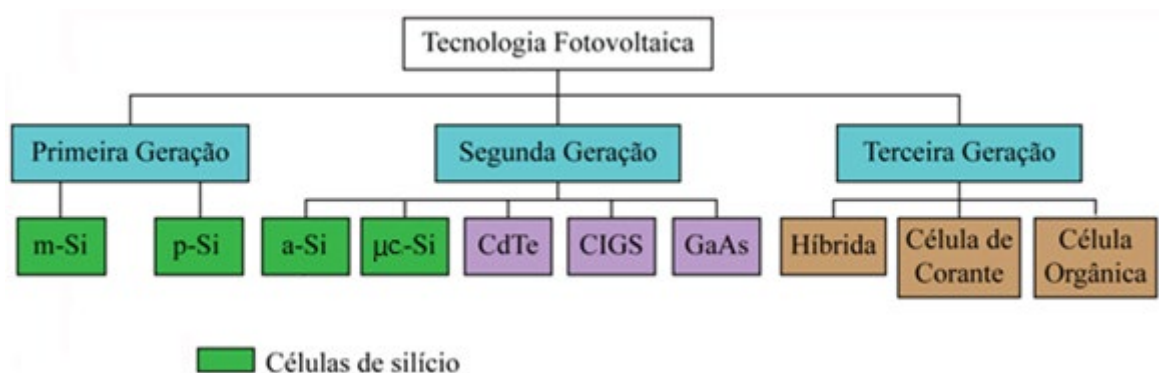 Tecnologia Fotovoltaica
Primeira Geração
Segunda Geração
Terceira Geração
m-Si
p-Si
a-Si
µc-Si
CdTe
CIGS
GaAs
Híbrida
Célula de
Corante
Célula
Orgânica
Células de silício